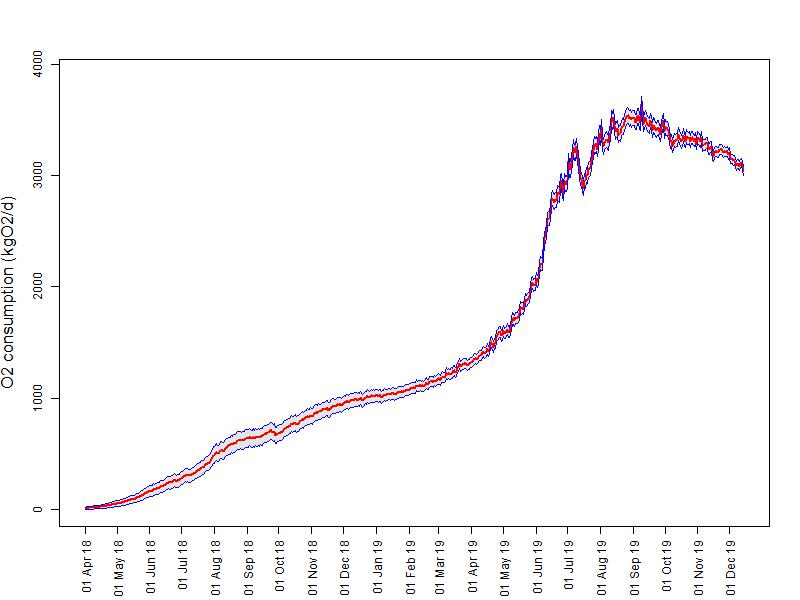 O2 consumption (kgO2/d)
4000
3000
2000
1000
0
01 Apr 18
01 May 18
01 Jun 18
01 Jul 18
01 Aug 18
01 Sep 18
01 Oct 18
01 Nov 18
01 Dec 18
01 Jan 19
01 Feb 19
01 Mar 19
01 Apr 19
01 May 19
01 Jun 19
01 Jul 19
01 Aug 19
01 Sep 19
01 Oct 19
01 Nov 19
01 Dec 19